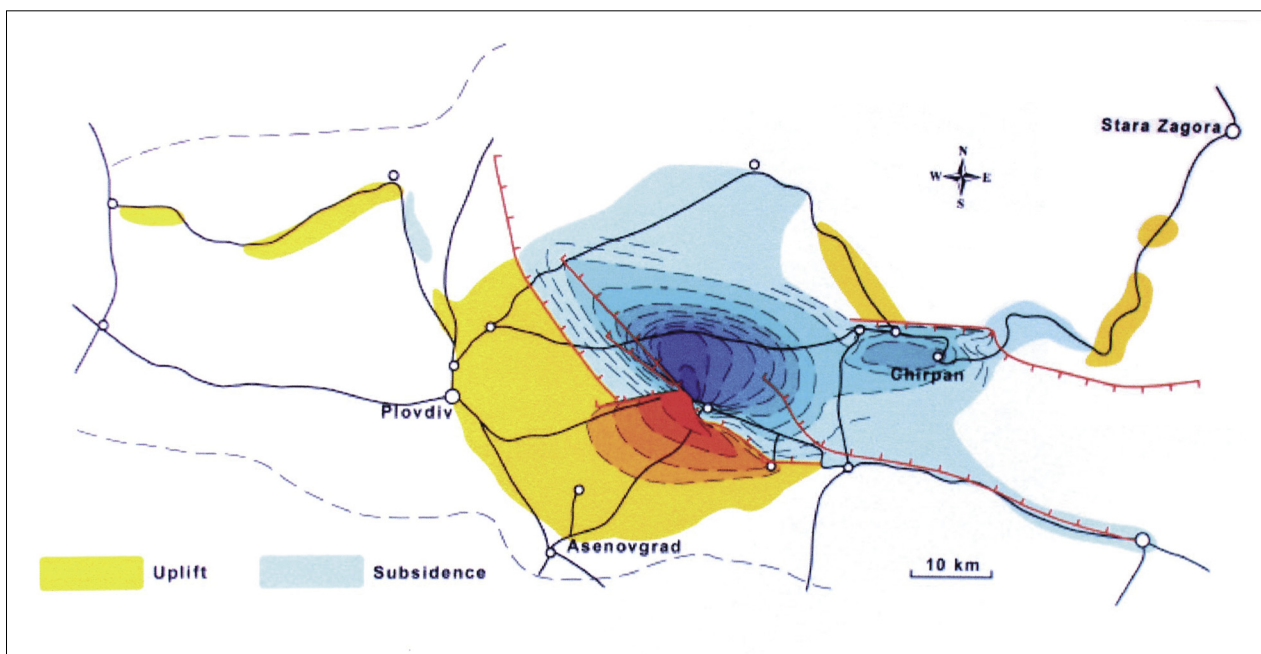 Stara Zagora
N
W E
S
Chirpan
Plovdiv
Asenovgrad
Uplift
Subsidence
10 km